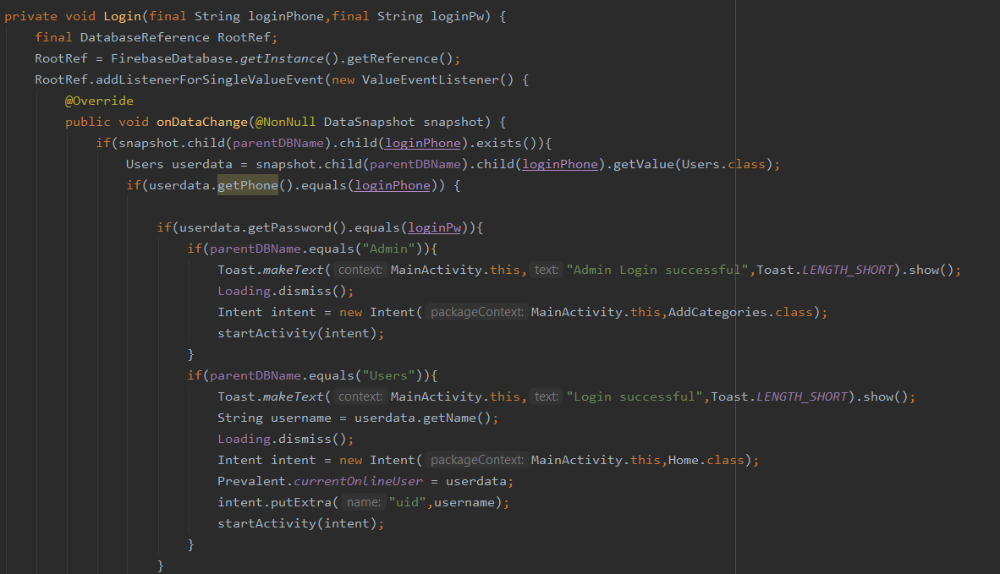 private void Login(final String loginPhone,final String loginPw) {
final DatabaseReference RootRef;
RootRef = FirebaseDatabase.getInstance().getReference();
RootRef.addListenerForSingleValueEvent(new ValueEventListener() {
@Override
public void onDataChange(@NonNull DataSnapshot snapshot) {
if(snapshot.child(parentDBName).child(loginPhone).exists()){
Users userdata = snapshot.child(parentDBName).child(loginPhone).getValue(Users.class);
if(userdata.getPhone().equals(loginPhone)) {
if(userdata.getPassword().equals(loginPw)){
if(parentDBName.equals("Admin")){
Toast.makeText( context: MainActivity.this, text: "Admin Login successful",Toast.LENGTH_SHORT).show();
Loading.dismiss();
Intent intent = new Intent( packageContext: MainActivity.this,AddCategories.class);
startActivity(intent);
}
if(parentDBName.equals("Users")){
Toast.makeText( context: MainActivity.this, text: "Login successful",Toast.LENGTH_SHORT).show();
String username = userdata.getName();
Loading.dismiss();
Intent intent = new Intent( packageContext: MainActivity.this,Home.class);
Prevalent.currentOnlineUser = userdata;
intent.putExtra( name: "uid",username);
startActivity(intent);
}
}